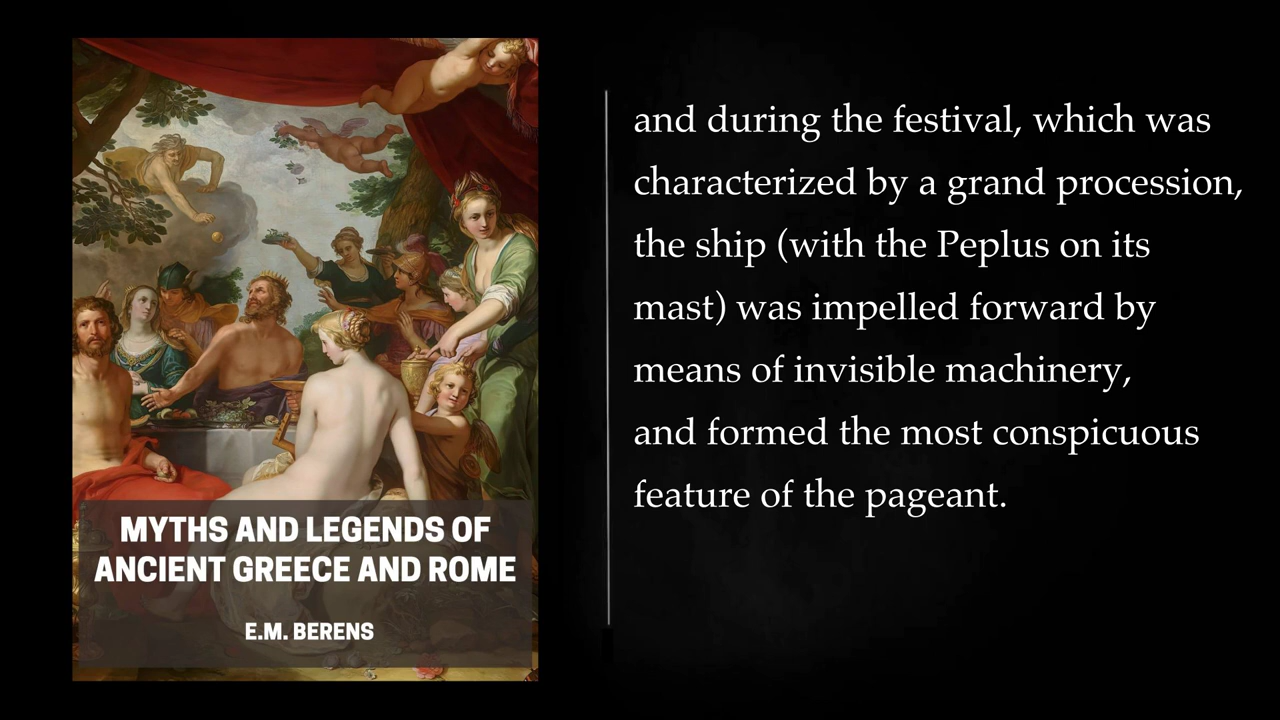 MYTHS AND LEGENDS OF
ANCIENT GREECE AND ROME
E.M. BERENS
and during the festival, which was
characterized by a grand procession,
the ship (with the Peplus on its
mast) was impelled forward by
means of invisible machinery,
and formed the most conspicuous
feature of the pageant.